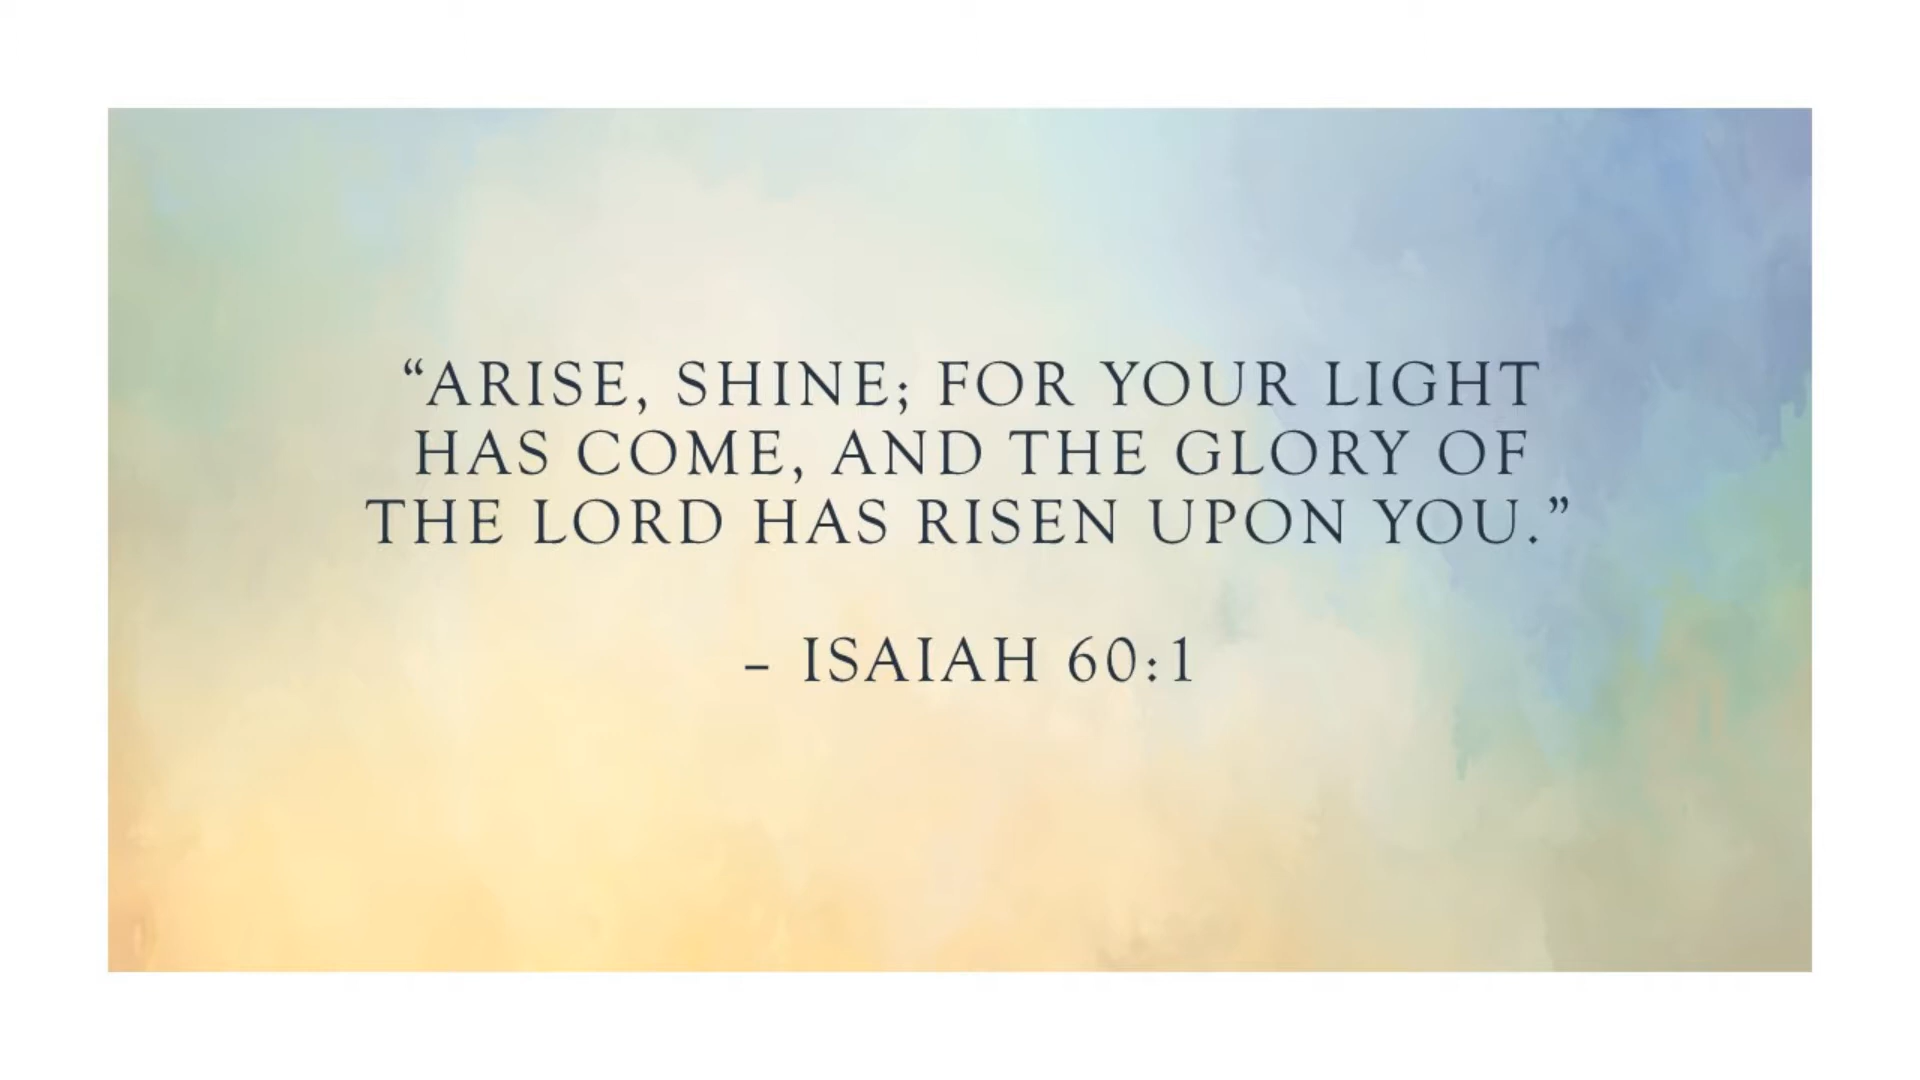 “ARISE, SHINE; FOR YOUR LIGHT
HAS COME, AND THE GLORY OF
THE LORD HAS RISEN UPON YOU.”
– ISAIAH 60:1